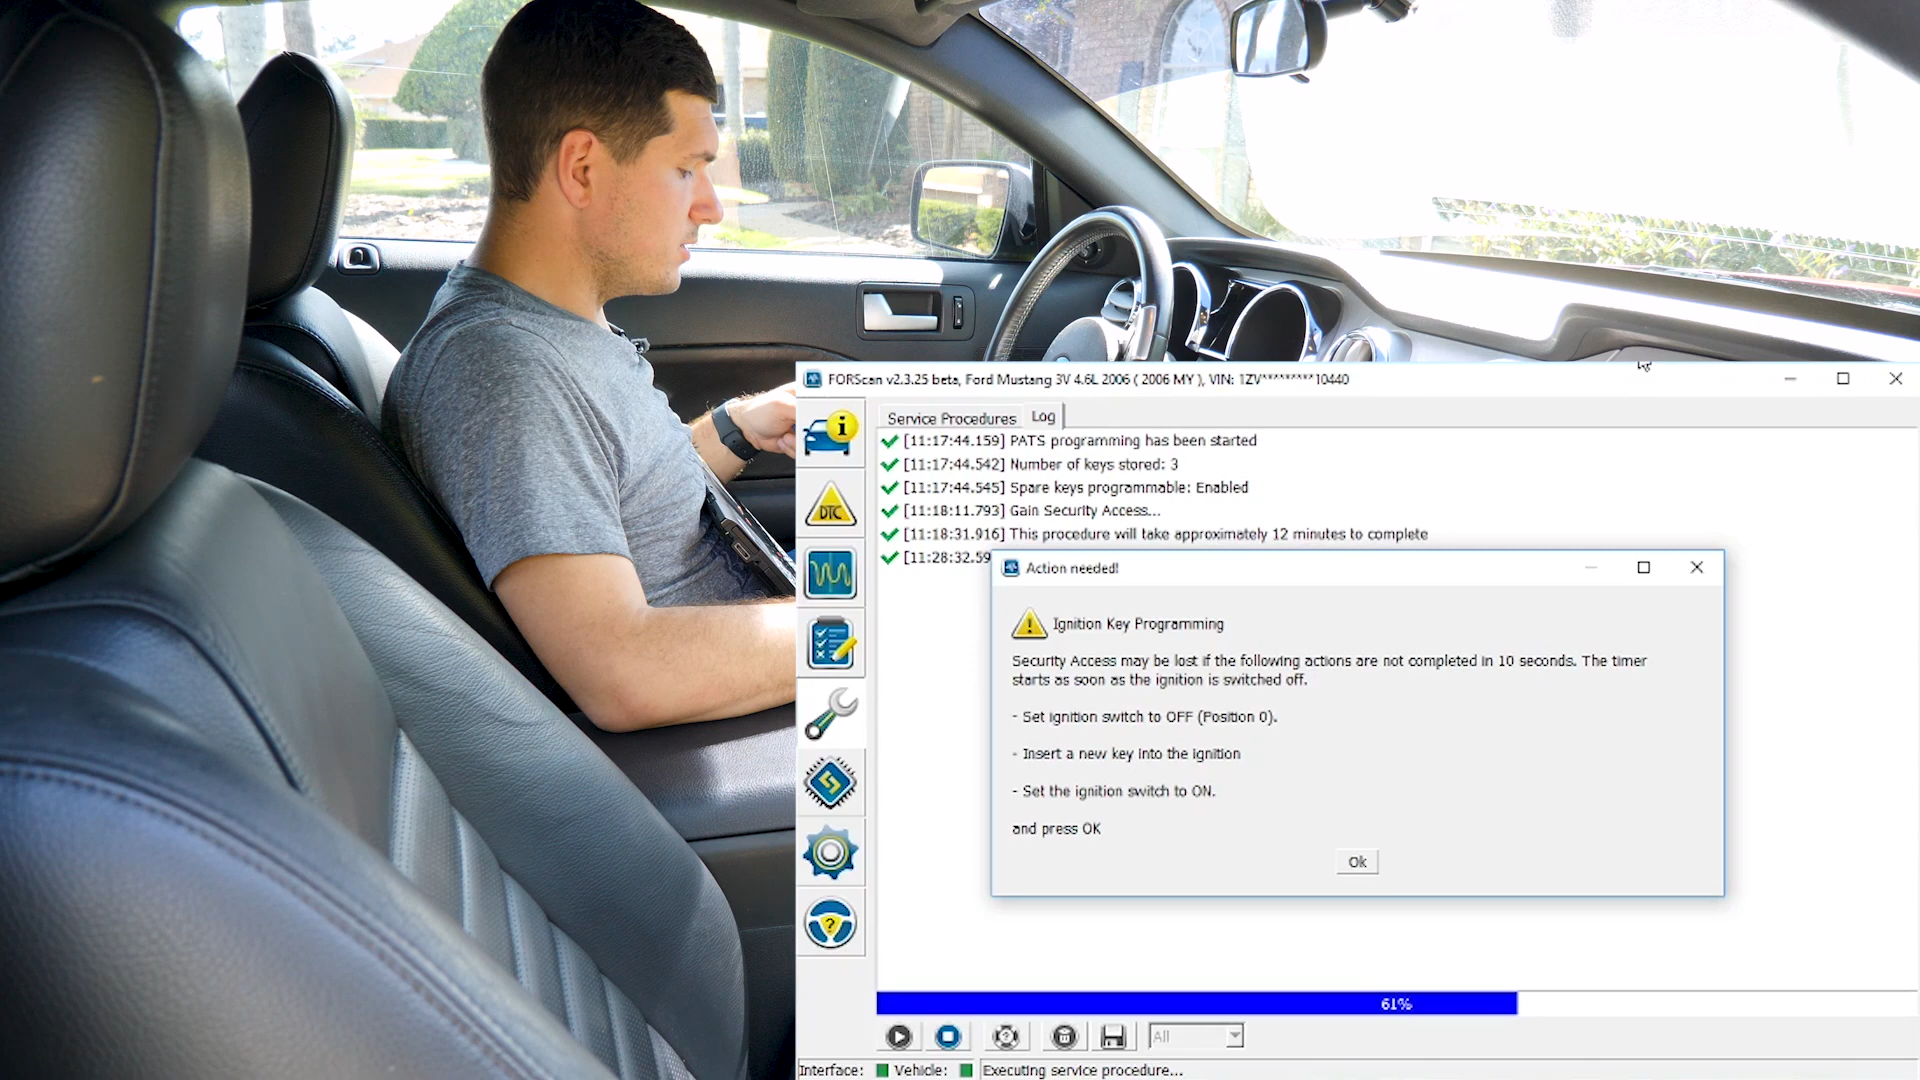 FORScan v2.3.25 beta, Ford Mustang 3V 4.6L 2006 ( 2006 MY ), VIN: 1ZV*********10440
Service Procedures Log
[11:17:44.159] PATS programming has been started
[11:17:44.542] Number of keys stored: 3
[11:17:44.545] Spare keys programmable: Enabled
[11:18:11.793] Gain Security Access...
[11:18:31.916] This procedure will take approximately 12 minutes to complete
[11:28:32.59
DTC
Action needed!
Ignition Key Programming
Security Access may be lost if the following actions are not completed in 10 seconds. The timer
starts as soon as the ignition is switched off.
- Set ignition switch to OFF (Position 0).
- Insert a new key into the ignition
- Set the ignition switch to ON.
and press OK
Ok
61%
All
Interface: Vehicle: Executing service procedure...